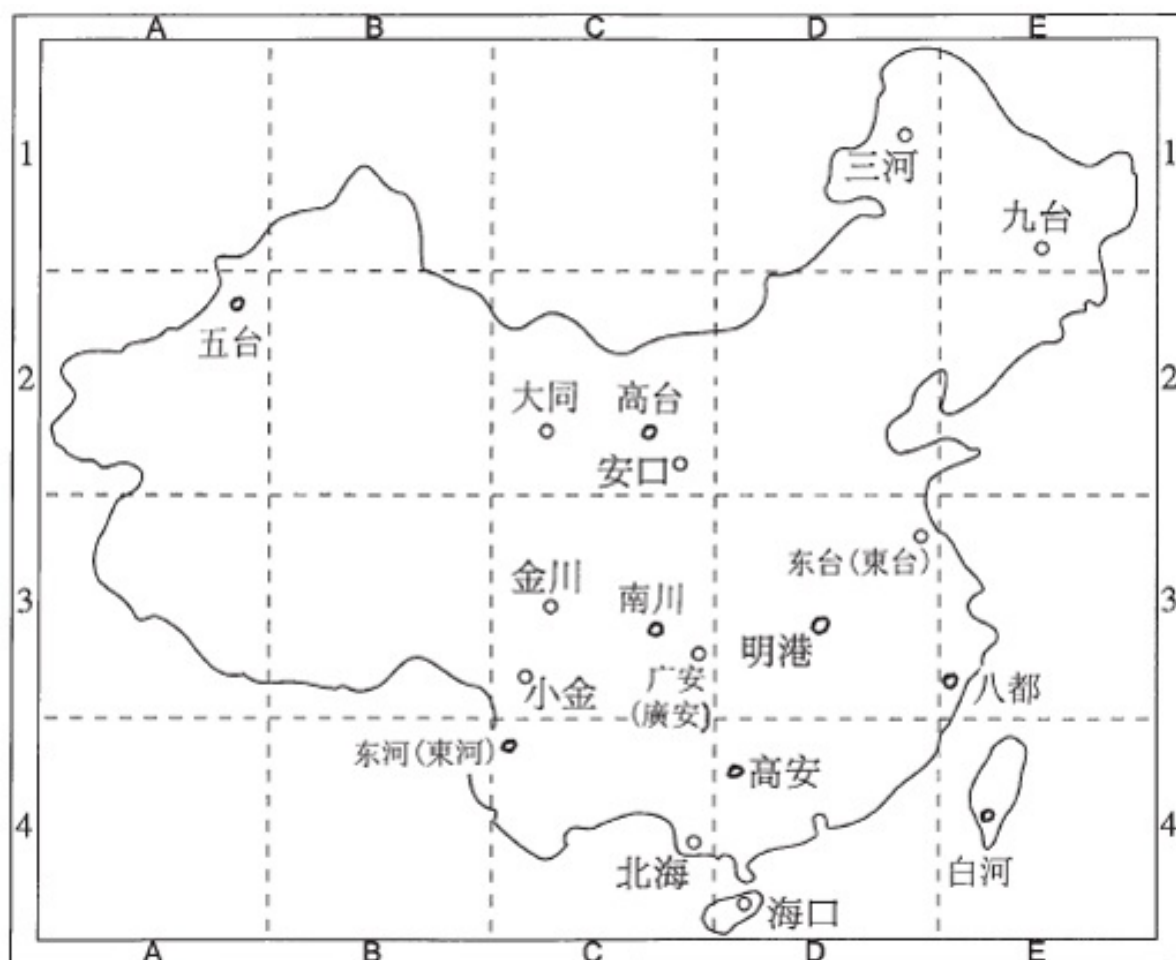 A B C D E
1 1
三河
九台
五台
2 2
大同 高台
安口
东台(東台)
金川
南川
3 3
明港
小金
广安
(廣安)
八都
东河(東河)
高安
4 4
北海
白河
海口
A B C D E